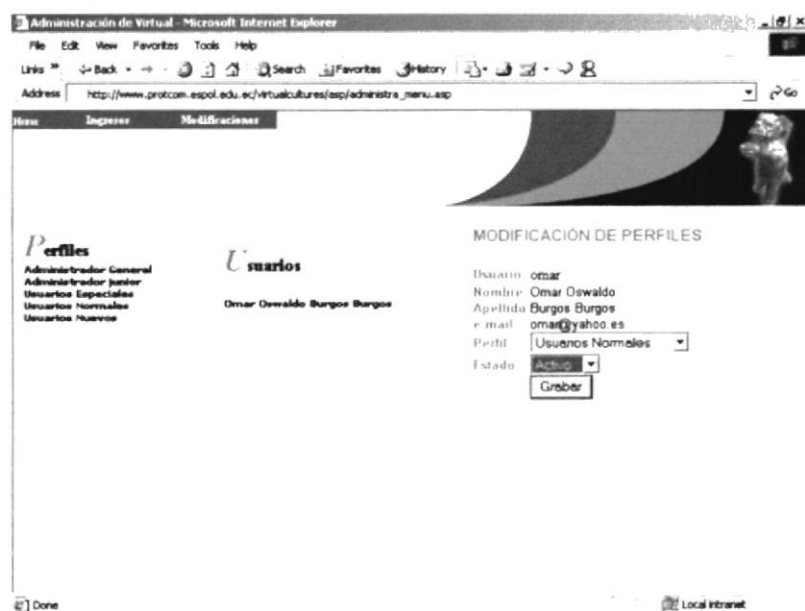 Administración de Virtual - Microsoft Internet Explorer
File Edit View Favorites Tools Help
Links » Back Search Favorites History
Address http://www.protcom.espol.edu.ec/virtualcultures/asp/administra_menu.asp Go
Ingresos Modificaciones
Perfiles
Administrador General
Administrador Junior
Usuarios Especiales
Usuarios Normales
Usuarios Nuevos
Usuarios
Omar Oswaldo Burgos Burgos
MODIFICACIÓN DE PERFILES
Usuario omar
Nombre Omar Oswaldo
Apellido Burgos Burgos
e-mail omar@yahoo.es
Perfil Usuarios Normales
Estado Activo
Grabar
Done Local intranet